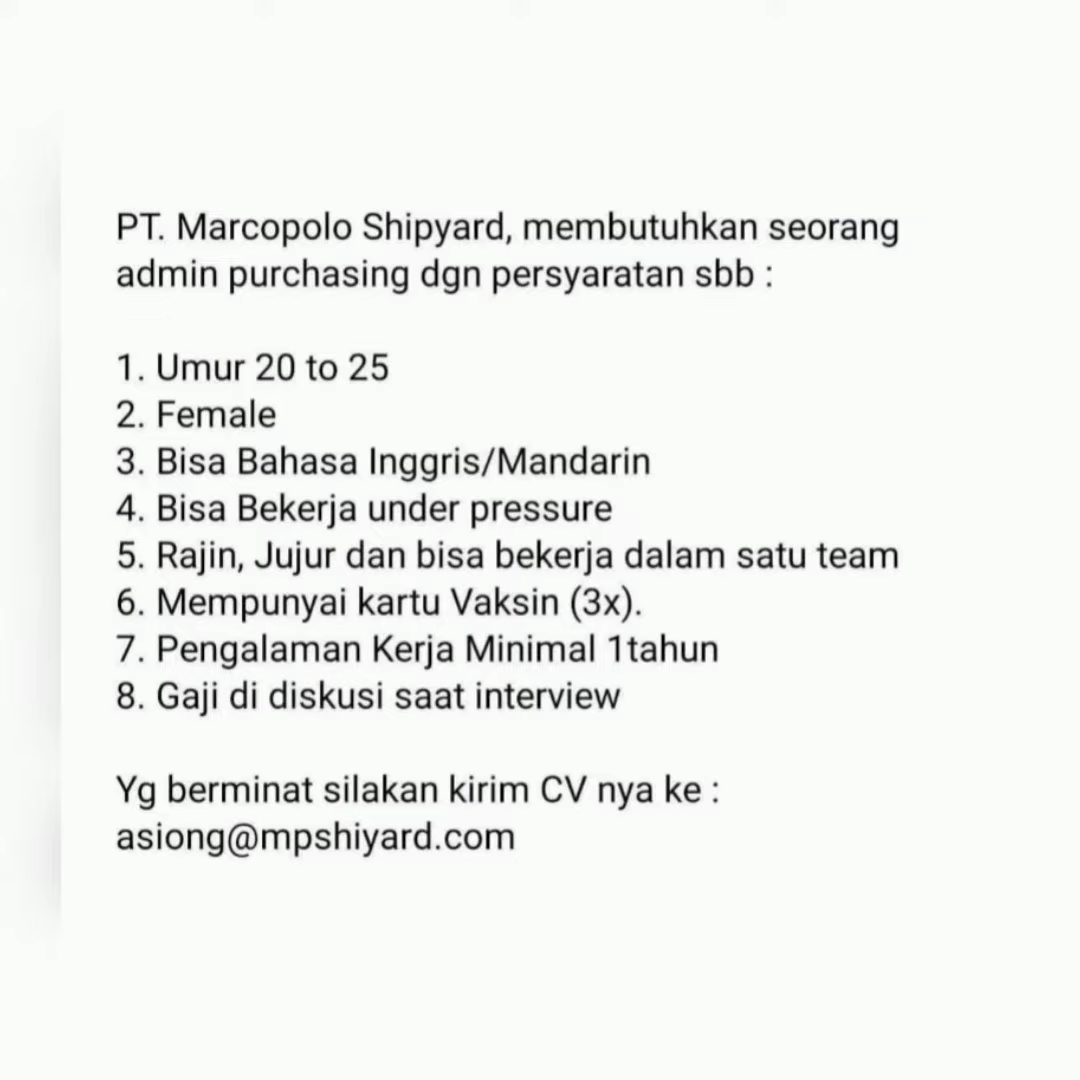 PT. Marcopolo Shipyard, membutuhkan seorang
admin purchasing dgn persyaratan sbb :
1. Umur 20 to 25
2. Female
3. Bisa Bahasa Inggris/Mandarin
4. Bisa Bekerja under pressure
5. Rajin, Jujur dan bisa bekerja dalam satu team
6. Mempunyai kartu Vaksin (3x).
7. Pengalaman Kerja Minimal 1tahun
8. Gaji di diskusi saat interview
Yg berminat silakan kirim CV nya ke :
asiong@mpshiyard.com